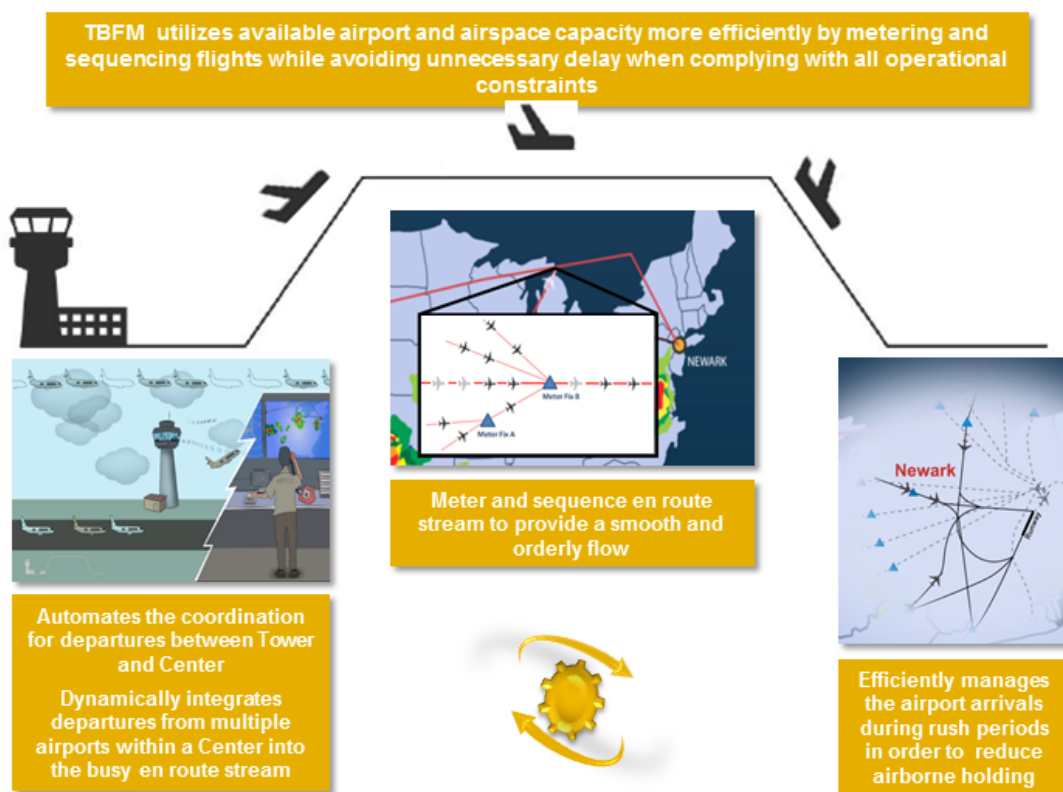 TBFM utilizes available airport and airspace capacity more efficiently by metering and
sequencing flights while avoiding unnecessary delay when complying with all operational
constraints
NEWARK
Meter Fix B
Meter Fix A
Meter and sequence en route
stream to provide a smooth and
orderly flow
Newark
Runway
Automates the coordination
for departures between Tower
and Center
Dynamically integrates
departures from multiple
airports within a Center into
the busy en route stream
Efficiently manages
the airport arrivals
during rush periods
in order to reduce
airborne holding